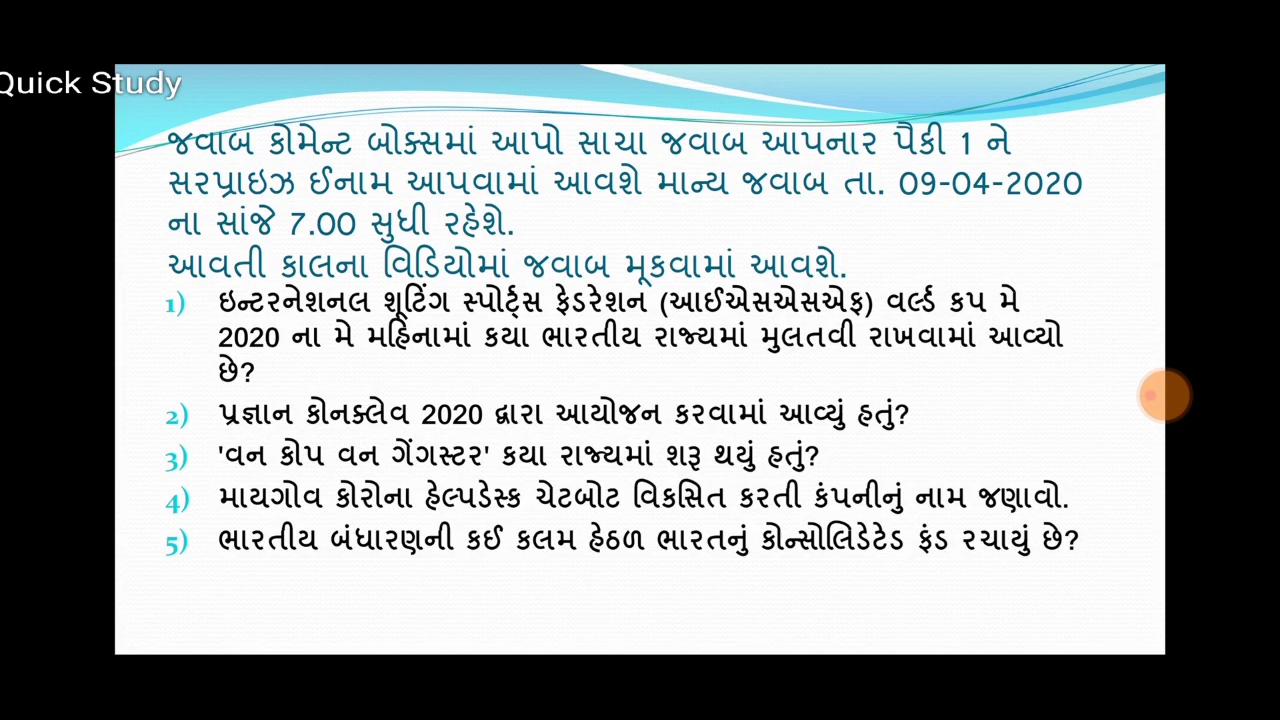 Quick Study
જવાબ કોમેન્ટ બોક્સમાં આપો સાચા જવાબ આપનાર પૈકી 1 ને
સરપ્રાઇઝ ઈનામ આપવામાં આવશે માન્ય જવાબ તા. 09-04-2020
ના સાંજે 7.00 સુધી રહેશે.
આવતી કાલના વિડિયોમાં જવાબ મૂકવામાં આવશે.
1) ઇન્ટરનેશનલ શૂટિંગ સ્પોર્ટ્સ ફેડરેશન (આઈએસએસએફ) વર્લ્ડ કપ મે
2020 ના મે મહિનામાં કયા ભારતીય રાજ્યમાં મુલતવી રાખવામાં આવ્યો
છે?
2) પ્રજ્ઞાન કોનક્લેવ 2020 દ્વારા આયોજન કરવામાં આવ્યું હતું?
3) 'વન કોપ વન ગેંગસ્ટર' કયા રાજ્યમાં શરૂ થયું હતું?
4) માયગોવ કોરોના હેલ્પડેસ્ક ચેટબોટ વિકસિત કરતી કંપનીનું નામ જણાવો.
5) ભારતીય બંધારણની કઈ કલમ હેઠળ ભારતનું કોન્સોલિડેટેડ ફંડ રચાયું છે?